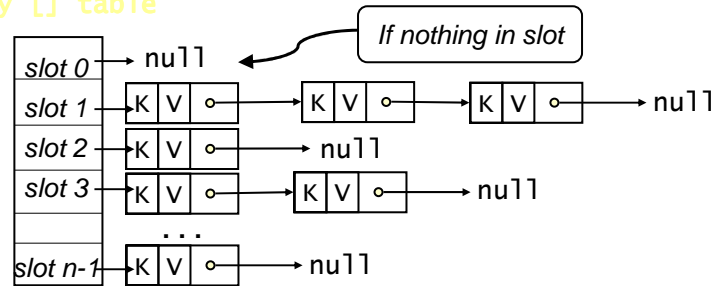 y [] table
If nothing in slot
slot 0 null
slot 1 K V K V K V null
slot 2 K V null
slot 3 K V K V null
...
slot n-1 K V null